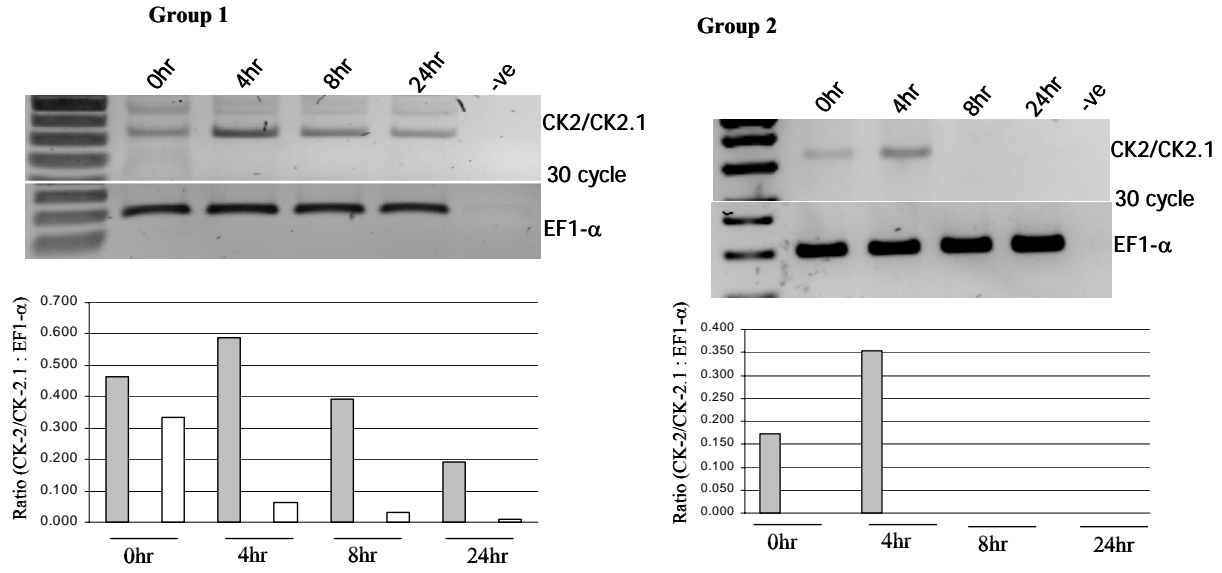 Group 1
0hr 4hr 8hr 24hr -ve
CK2/CK2.1
30 cycle
EF1-α
Ratio (CK-2/CK-2.1 : EF1-α)
0.700
0.600
0.500
0.400
0.300
0.200
0.100
0.000
0hr 4hr 8hr 24hr
Group 2
0hr 4hr 8hr 24hr -ve
CK2/CK2.1
30 cycle
EF1-α
Ratio (CK-2/CK-2.1 : EF1-α)
0.400
0.350
0.300
0.250
0.200
0.150
0.100
0.050
0.000
0hr 4hr 8hr 24hr